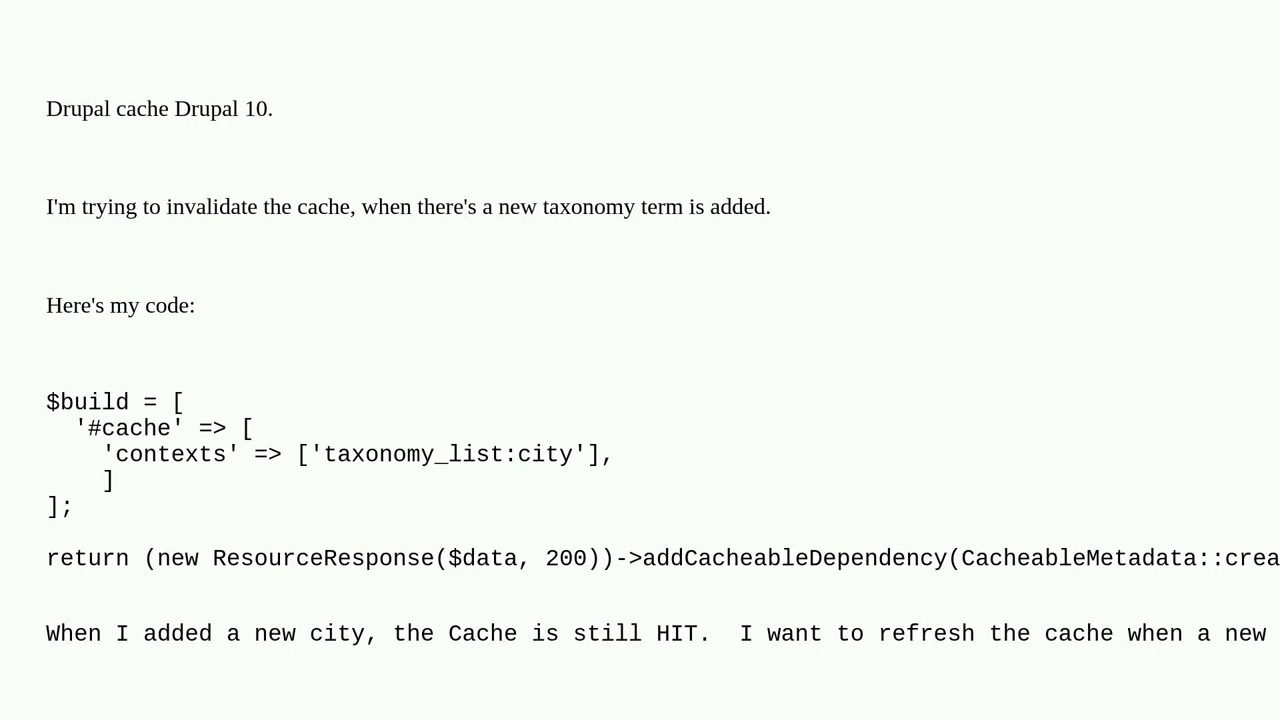 Drupal cache Drupal 10.
I'm trying to invalidate the cache, when there's a new taxonomy term is added.
Here's my code:
$build = [
  '#cache' => [
    'contexts' => ['taxonomy_list:city'],
    ]
];
return (new ResourceResponse($data, 200))->addCacheableDependency(CacheableMetadata::crea
When I added a new city, the Cache is still HIT.  I want to refresh the cache when a new